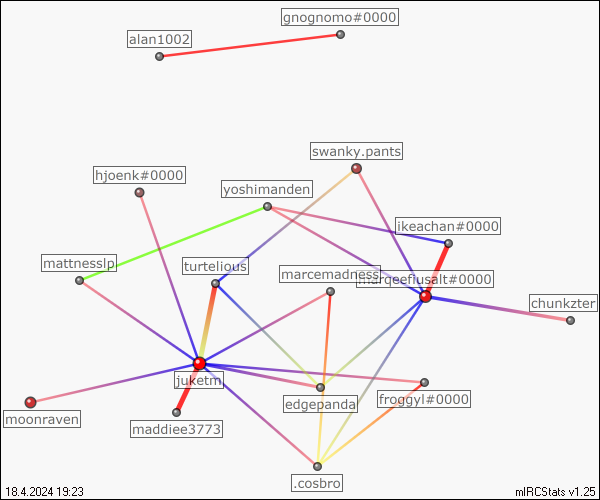 gnognomo#0000
alan1002
swanky.pants
hjoenk#0000
yoshimanden
ikeachan#0000
mattnesslp
turtelious
marcemadness
marqeefiusalt#0000
chunkzter
juketm
edgepanda
froggyl#0000
moonraven
maddiee3773
.cosbro
18.4.2024 19:23
mIRCStats v1.25